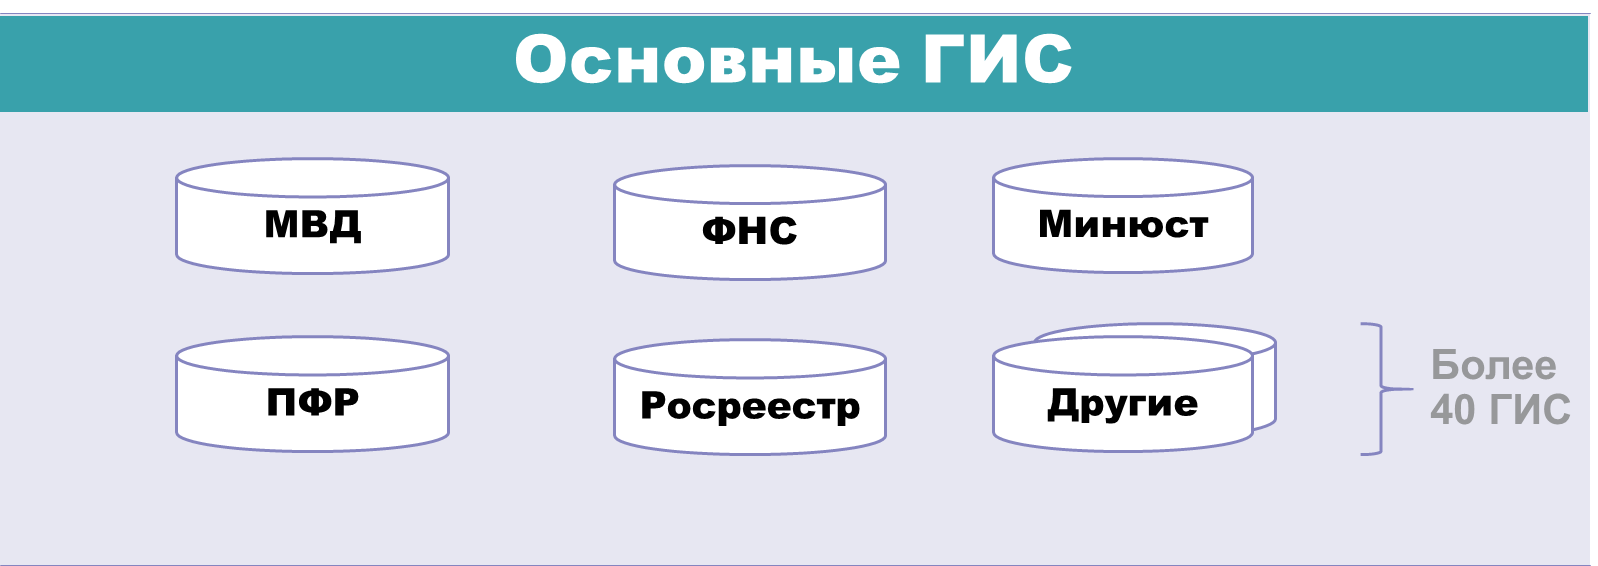 Основные ГИС
МВД
ФНС
Минюст
ПФР
Росреестр
Другие
Более
40 ГИС